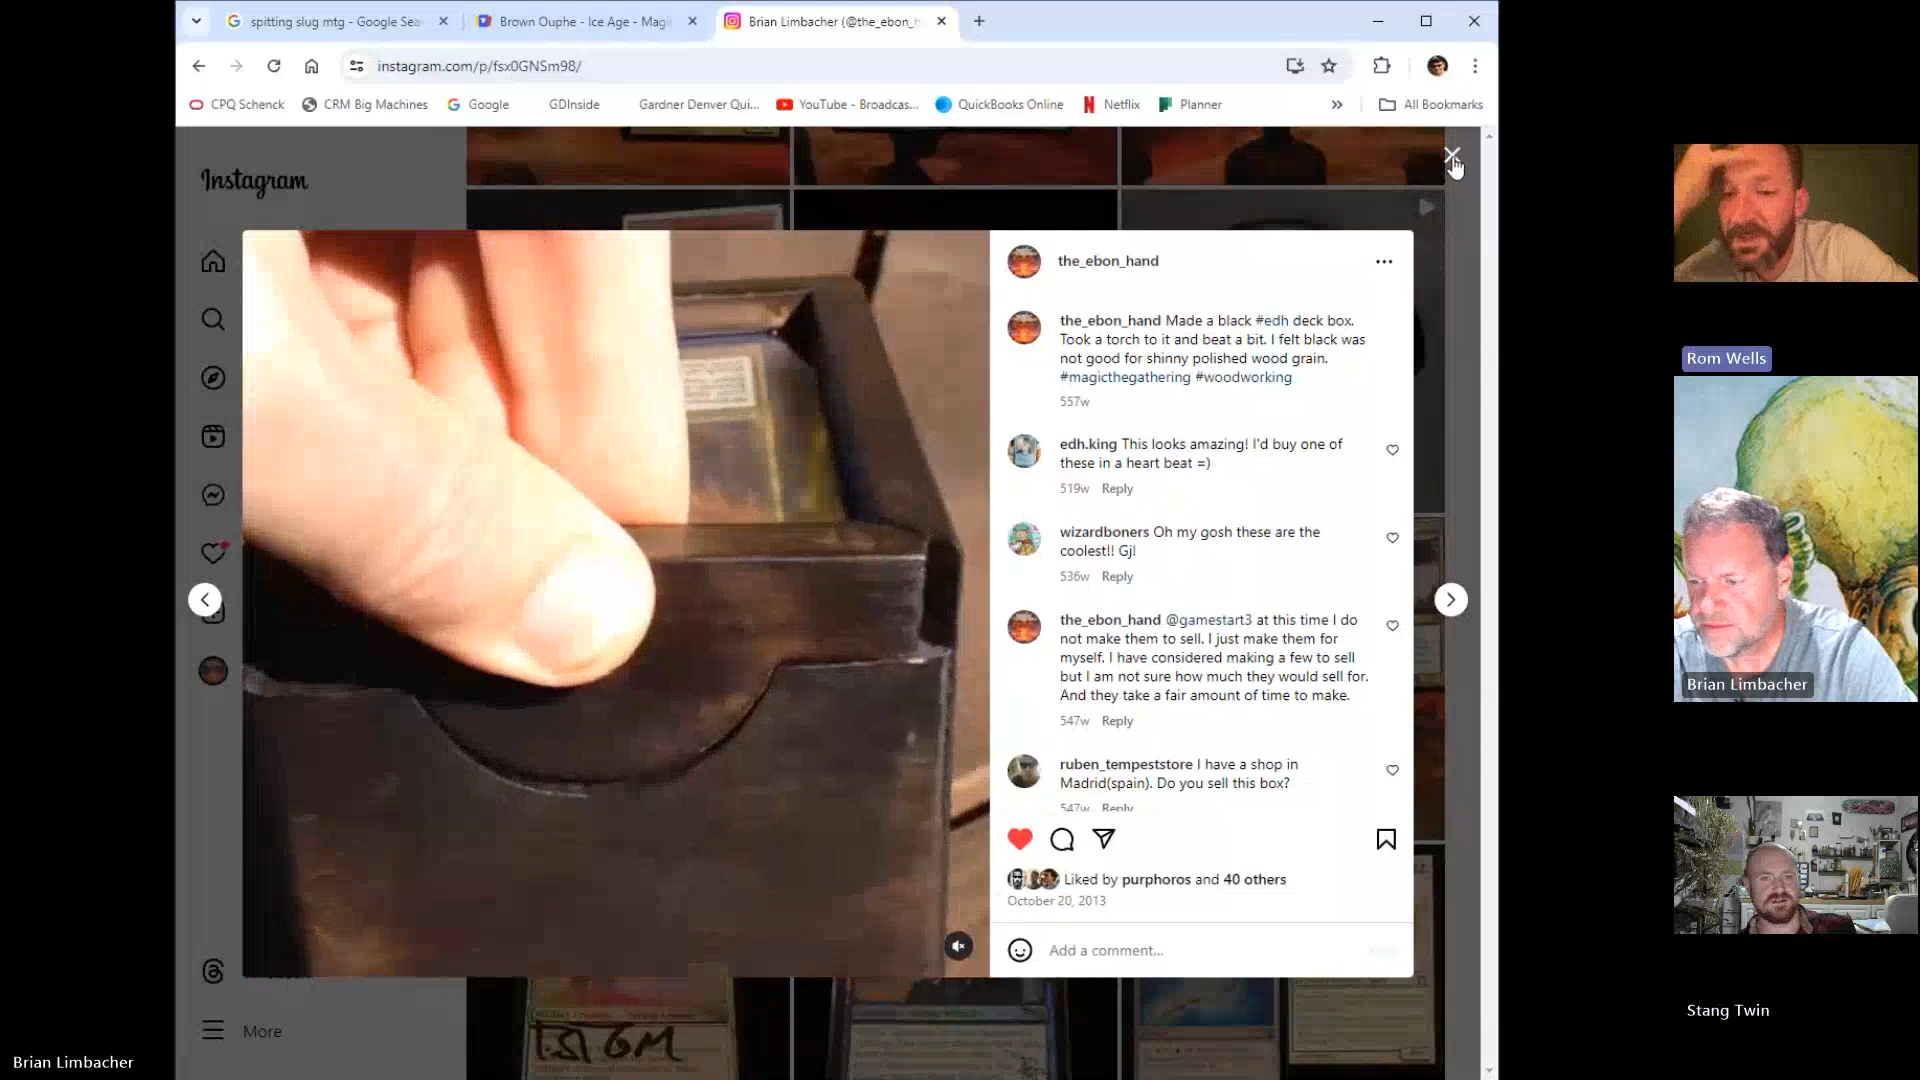 spitting slug mtg - Google Sea
Brown Ouphe - Ice Age - Magi
Brian Limbacher (@the_ebon_h
instagram.com/p/fsx0GNSm98/
CPQ Schenck
CRM Big Machines
Google
GDInside
Gardner Denver Qui...
YouTube - Broadcas...
QuickBooks Online
Netflix
Planner
All Bookmarks
Instagram
the_ebon_hand
the_ebon_hand Made a black #edh deck box.
Took a torch to it and beat a bit. I felt black was
not good for shinny polished wood grain.
#magicthegathering #woodworking
557w
edh.king This looks amazing! I'd buy one of
these in a heart beat =)
519w Reply
wizardboners Oh my gosh these are the
coolest!! Gj!
536w Reply
the_ebon_hand @gamestart3 at this time I do
not make them to sell. I just make them for
myself. I have considered making a few to sell
but I am not sure how much they would sell for.
And they take a fair amount of time to make.
547w Reply
ruben_tempeststore I have a shop in
Madrid(spain). Do you sell this box?
547w Reply
Liked by purphoros and 40 others
October 20, 2013
Add a comment...
More
Rom Wells
Brian Limbacher
Stang Twin
Brian Limbacher